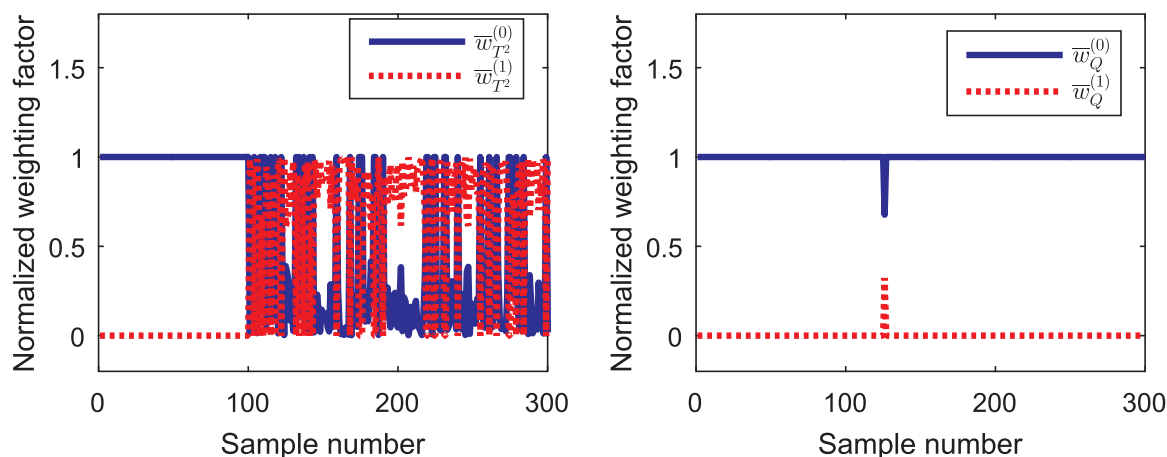 Normalized weighting factor
1.5
1
0.5
0
0 100 200 300
Sample number
w̅_{T²}^{(0)}
w̅_{T²}^{(1)}
Normalized weighting factor
1.5
1
0.5
0
0 100 200 300
Sample number
w̅_Q^{(0)}
w̅_Q^{(1)}